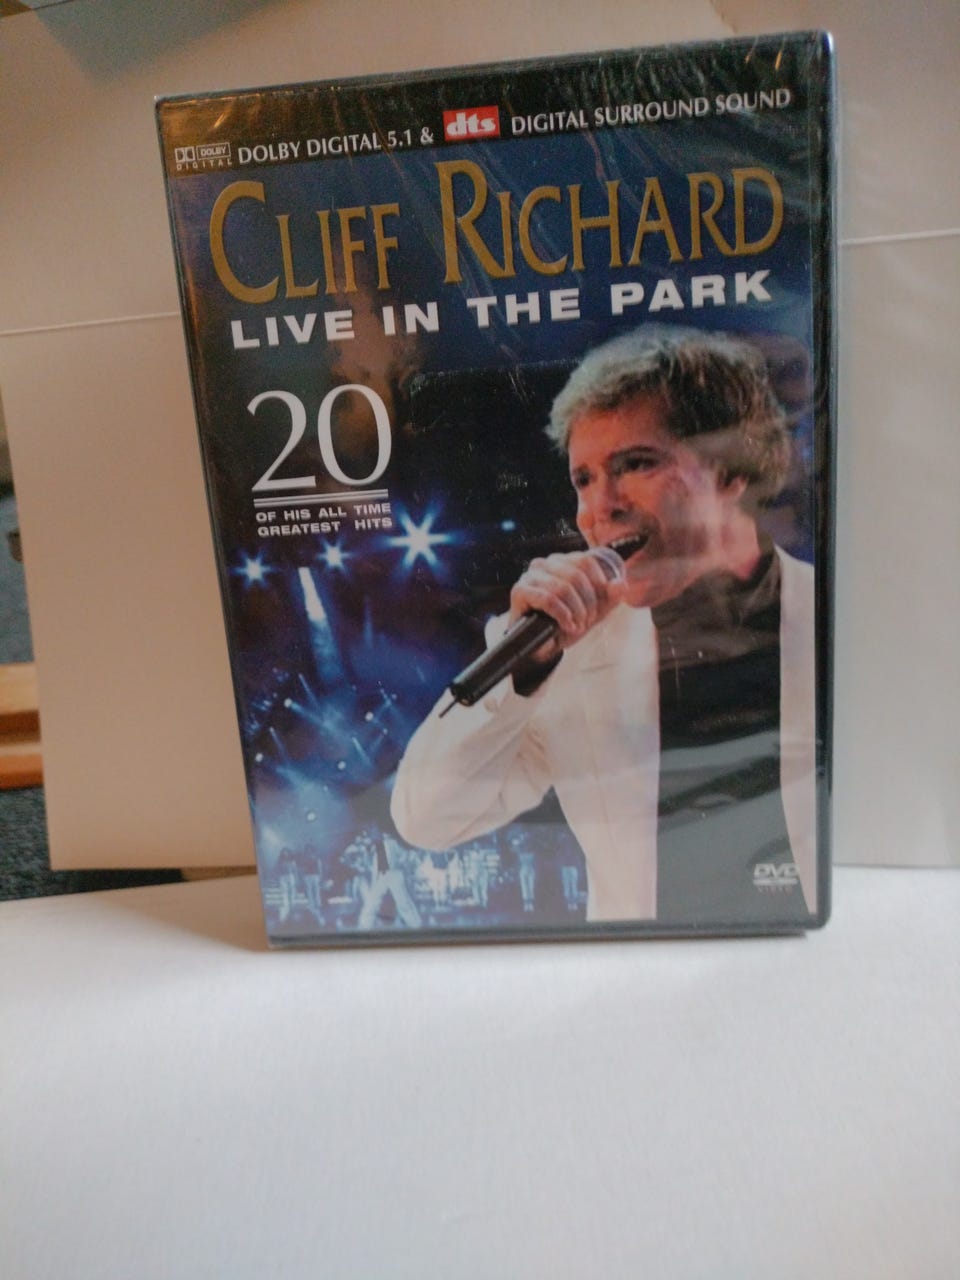 DOLBY DIGITAL DOLBY DIGITAL 5.1 & dts DIGITAL SURROUND SOUND
CLIFF RICHARD
LIVE IN THE PARK
20
OF HIS ALL TIME
GREATEST HITS
DVD
VIDEO